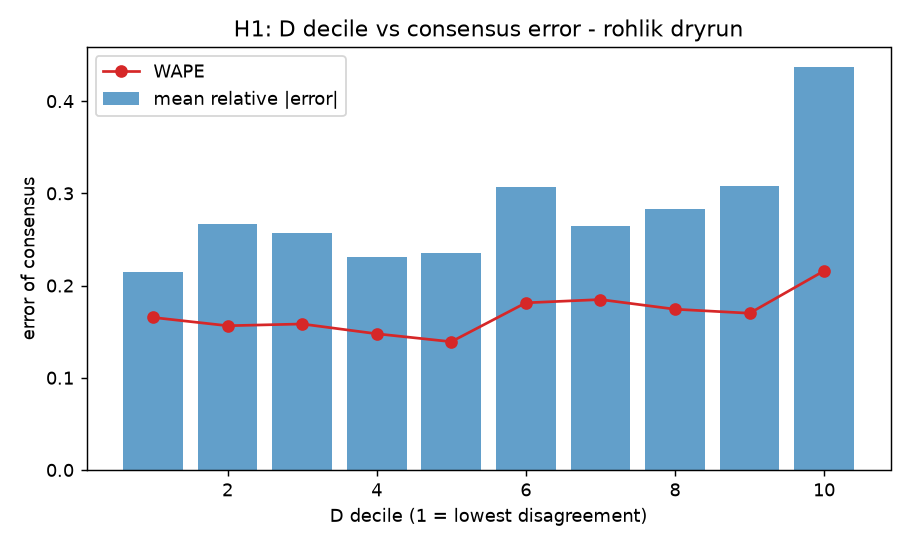 H1: D decile vs consensus error - rohlik dryrun
WAPE
mean relative |error|
error of consensus
0.4
0.3
0.2
0.1
0.0
2 4 6 8 10
D decile (1 = lowest disagreement)